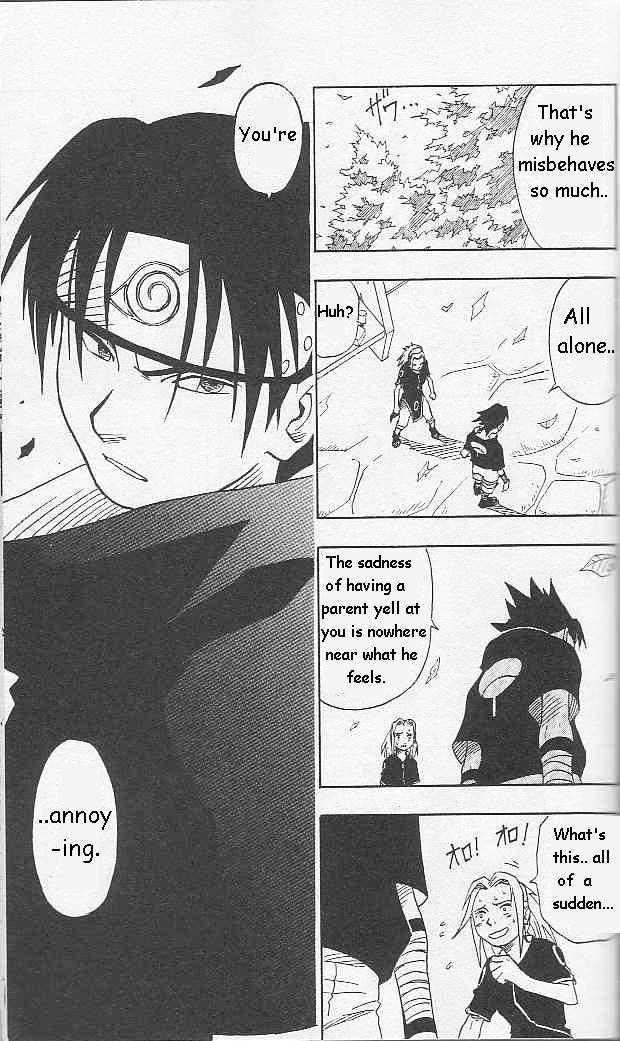 ザワ...
That's
why he
misbehaves
so much..
All
alone..
Huh?
The sadness
of having a
parent yell at
you is nowhere
near what he
feels.
What's
this.. all
of a
sudden...
オロ! オロ!
You're
..annoy
-ing.